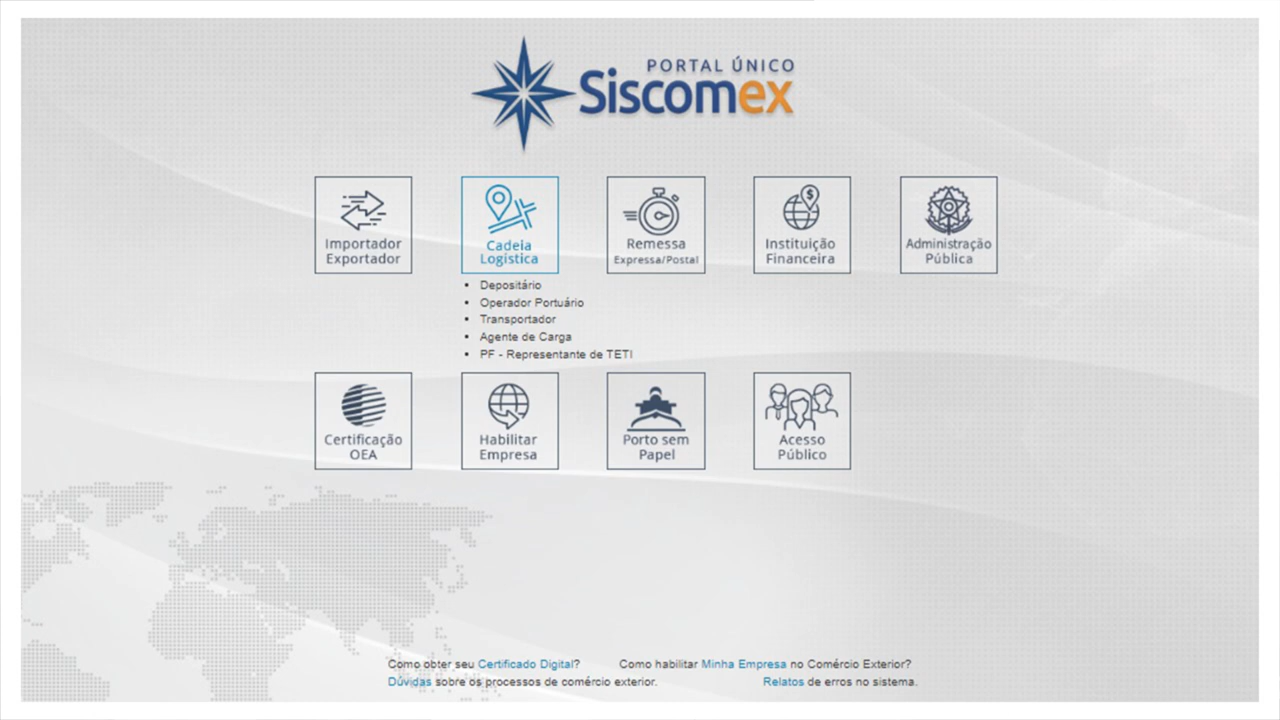 PORTAL ÚNICO
Siscomex
Importador
Exportador
Cadeia
Logística
Remessa
Expressa/Postal
Instituição
Financeira
Administração
Pública
• Depositário
• Operador Portuário
• Transportador
• Agente de Carga
• PF - Representante de TETI
Certificação
OEA
Habilitar
Empresa
Porto sem
Papel
Acesso
Público
Como obter seu Certificado Digital?
Como habilitar Minha Empresa no Comércio Exterior?
Dúvidas sobre os processos de comércio exterior.
Relatos de erros no sistema.